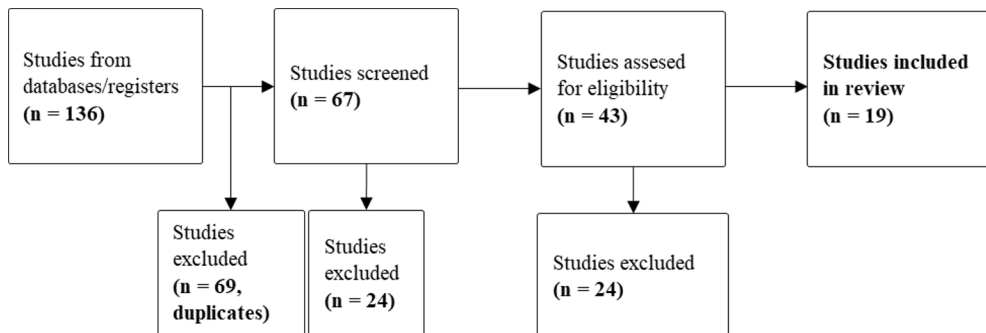 Studies from
databases/registers
(n = 136)
Studies screened
(n = 67)
Studies assesed
for eligibility
(n = 43)
Studies included
in review
(n = 19)
Studies
excluded
(n = 69,
duplicates)
Studies
excluded
(n = 24)
Studies excluded
(n = 24)